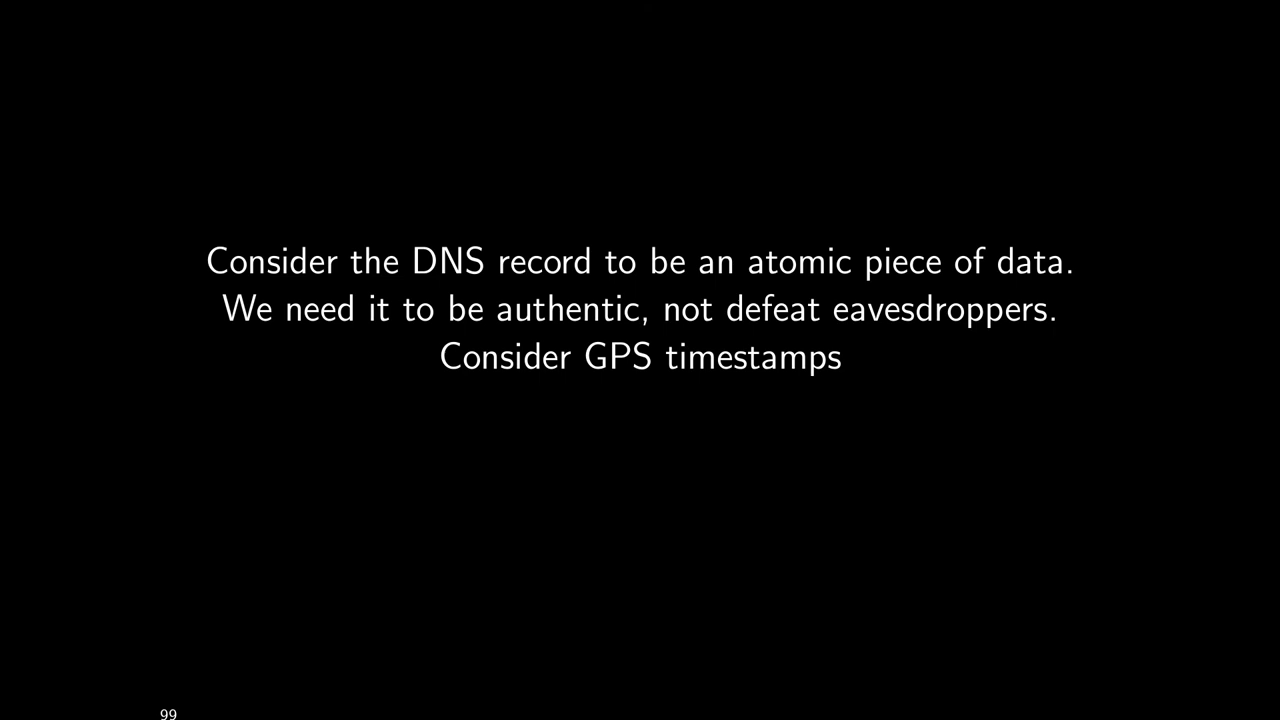 Consider the DNS record to be an atomic piece of data.
We need it to be authentic, not defeat eavesdroppers.
Consider GPS timestamps
99